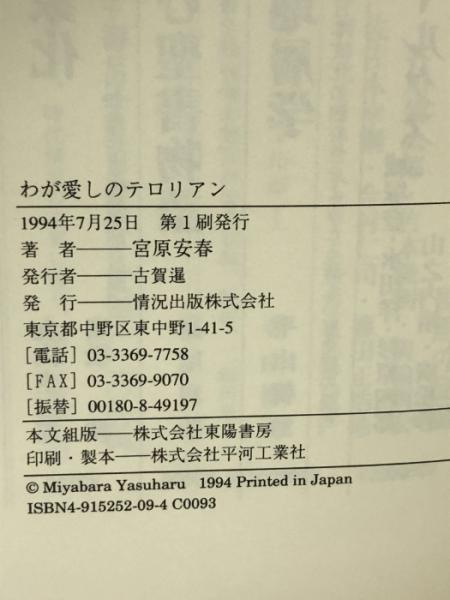 わが愛しのテロリアン
1994年7月25日 第1刷発行
著 者───宮原安春
発行者───古賀暹
発 行───情況出版株式会社
東京都中野区東中野1-41-5
[電話] 03-3369-7758
[FAX] 03-3369-9070
[振替] 00180-8-49197
本文組版──株式会社東陽書房
印刷・製本──株式会社平河工業社
© Miyabara Yasuharu 1994 Printed in Japan
ISBN4-915252-09-4 C0093